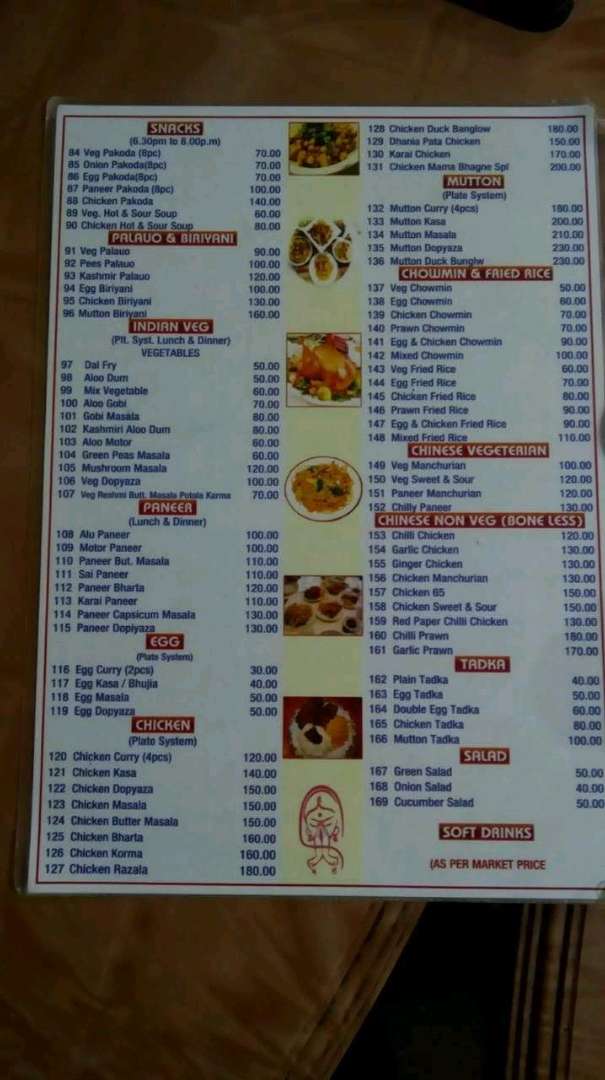 SNACKS
(6.30pm to 8.00p.m)
84 Veg Pakoda (8pc) 70.00
85 Onion Pakoda(8pc) 70.00
86 Egg Pakoda(8pc) 70.00
87 Paneer Pakoda (8pc) 100.00
88 Chicken Pakoda 140.00
89 Veg. Hot & Sour Soup 60.00
90 Chicken Hot & Sour Soup 80.00
PALAUO & BIRIYANI
91 Veg Palauo 90.00
92 Pees Palauo 100.00
93 Kashmir Palauo 120.00
94 Egg Biriyani 100.00
95 Chicken Biriyani 130.00
96 Mutton Biriyani 160.00
INDIAN VEG
(Plt. Syst. Lunch & Dinner)
VEGETABLES
97 Dal Fry 50.00
98 Aloo Dum 50.00
99 Mix Vegetable 60.00
100 Aloo Gobi 70.00
101 Gobi Masala 80.00
102 Kashmiri Aloo Dum 80.00
103 Aloo Motor 60.00
104 Green Peas Masala 60.00
105 Mushroom Masala 120.00
106 Veg Dopyaza 100.00
107 Veg Reshmi Butt. Masala Potola Karma 70.00
PANEER
(Lunch & Dinner)
108 Alu Paneer 100.00
109 Motor Paneer 100.00
110 Paneer But. Masala 110.00
111 Sai Paneer 110.00
112 Paneer Bharta 120.00
113 Karai Paneer 110.00
114 Paneer Capsicum Masala 130.00
115 Paneer Dopiyaza 130.00
EGG
(Plate System)
116 Egg Curry (2pcs) 30.00
117 Egg Kasa / Bhujia 40.00
118 Egg Masala 50.00
119 Egg Dopyaza 50.00
CHICKEN
(Plate System)
120 Chicken Curry (4pcs) 120.00
121 Chicken Kasa 140.00
122 Chicken Dopyaza 150.00
123 Chicken Masala 150.00
124 Chicken Butter Masala 150.00
125 Chicken Bharta 160.00
126 Chicken Korma 160.00
127 Chicken Razala 180.00
128 Chicken Duck Banglow 180.00
129 Dhania Pata Chicken 150.00
130 Karai Chicken 170.00
131 Chicken Mama Bhagne Spl 200.00
MUTTON
(Plate System)
132 Mutton Curry (4pcs) 180.00
133 Mutton Kasa 200.00
134 Mutton Masala 210.00
135 Mutton Dopyaza 230.00
136 Mutton Duck Bunglw 230.00
CHOWMIN & FRIED RICE
137 Veg Chowmin 50.00
138 Egg Chowmin 60.00
139 Chicken Chowmin 70.00
140 Prawn Chowmin 70.00
141 Egg & Chicken Chowmin 90.00
142 Mixed Chowmin 100.00
143 Veg Fried Rice 60.00
144 Egg Fried Rice 70.00
145 Chicken Fried Rice 80.00
146 Prawn Fried Rice 90.00
147 Egg & Chicken Fried Rice 90.00
148 Mixed Fried Rice 110.00
CHINESE VEGETERIAN
149 Veg Manchurian 100.00
150 Veg Sweet & Sour 120.00
151 Paneer Manchurian 120.00
152 Chilly Paneer 130.00
CHINESE NON VEG (BONE LESS)
153 Chilli Chicken 120.00
154 Garlic Chicken 130.00
155 Ginger Chicken 130.00
156 Chicken Manchurian 130.00
157 Chicken 65 150.00
158 Chicken Sweet & Sour 150.00
159 Red Paper Chilli Chicken 130.00
160 Chilli Prawn 180.00
161 Garlic Prawn 170.00
TADKA
162 Plain Tadka 40.00
163 Egg Tadka 50.00
164 Double Egg Tadka 60.00
165 Chicken Tadka 80.00
166 Mutton Tadka 100.00
SALAD
167 Green Salad 50.00
168 Onion Salad 40.00
169 Cucumber Salad 50.00
SOFT DRINKS
(AS PER MARKET PRICE